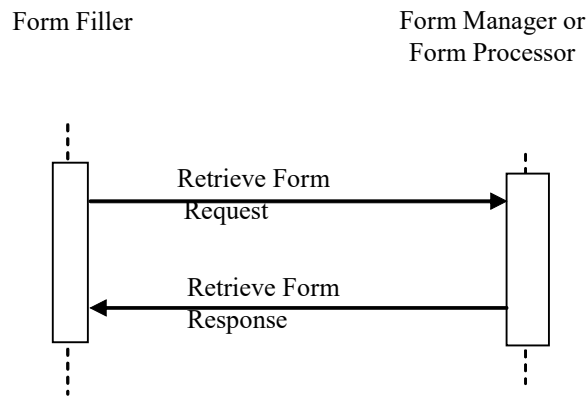 Form Filler
Form Manager or
Form Processor
Retrieve Form
Request
Retrieve Form
Response